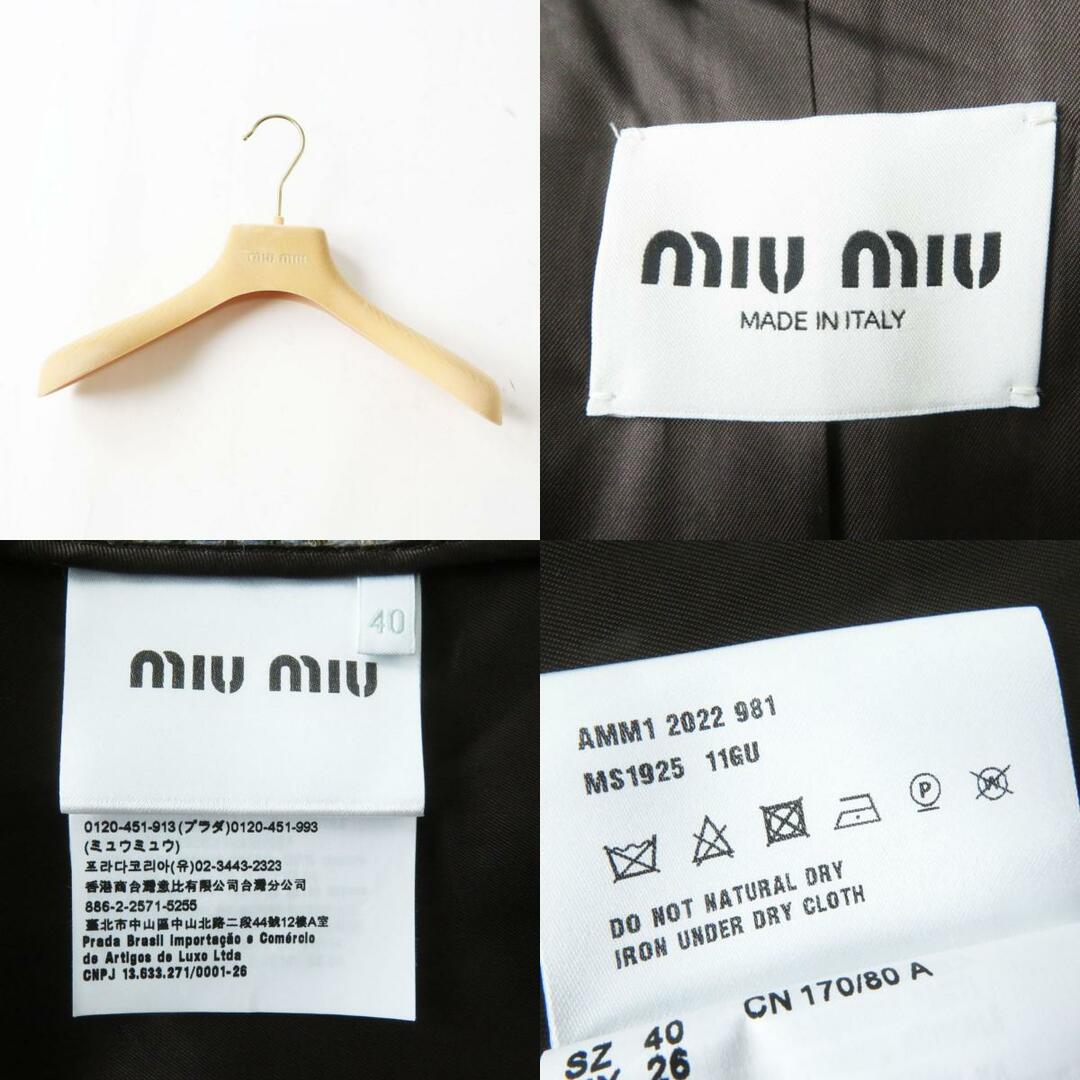 miu miu
miu miu
MADE IN ITALY
40
miu miu
0120-451-913(プラダ)0120-451-993
(ミュウミュウ)
프라다코리아(유)02-3443-2323
香港商台灣意比有限公司台灣分公司
886-2-2571-5255
臺北市中山區中山北路二段44號12樓A室
Prada Brasil Importação e Comércio
de Artigos de Luxo Ltda
CNPJ 13.633.271/0001-26
AMM1 2022 981
MS1925 11GU
P
W
DO NOT NATURAL DRY
IRON UNDER DRY CLOTH
CN 170/80 A
SZ 40
26